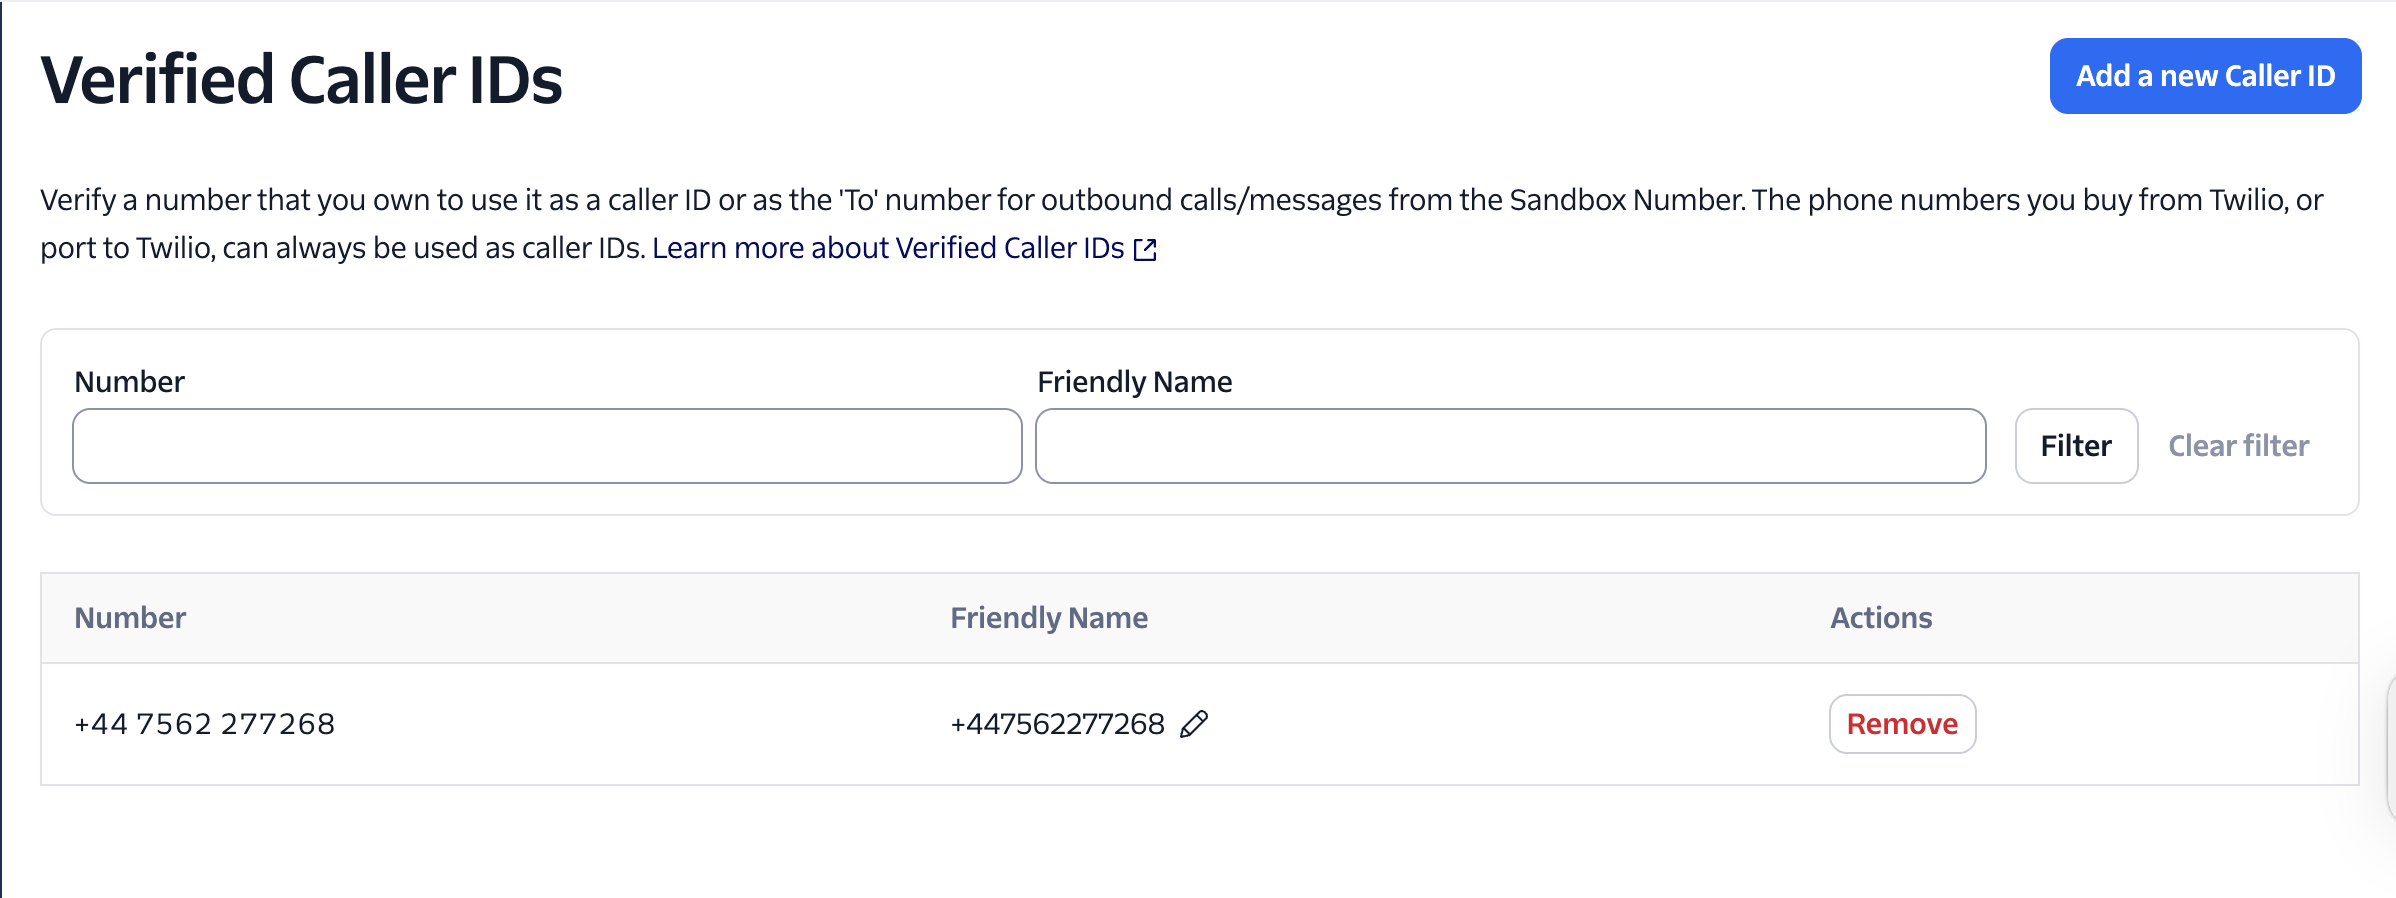 Verified Caller IDs
Add a new Caller ID
Verify a number that you own to use it as a caller ID or as the 'To' number for outbound calls/messages from the Sandbox Number. The phone numbers you buy from Twilio, or
port to Twilio, can always be used as caller IDs. Learn more about Verified Caller IDs
Number
Friendly Name
Filter
Clear filter
Number Friendly Name Actions
+44 7562 277268 +447562277268 Remove